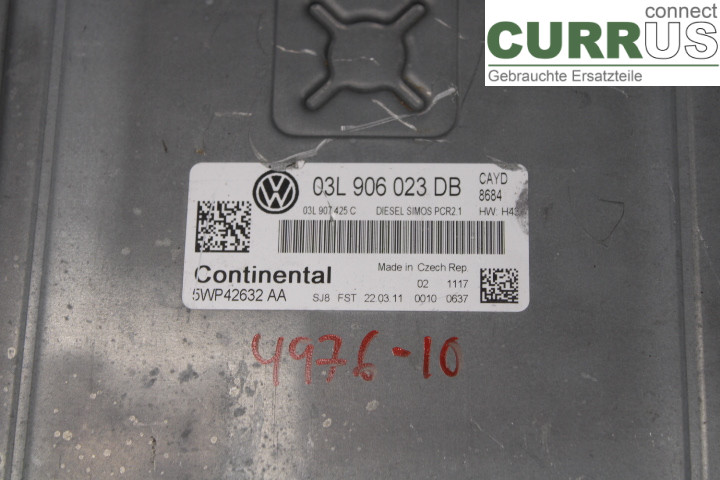 connect
CURRUS
Gebrauchte Ersatzteile
03L 906 023 DB
CAYD
8684
03L 907 425 C DIESEL SIMOS PCR2.1 HW:
Continental
Made in Czech Rep.
02 1117
5WP42632 AA SJ8 FST 22.03.11 0010 0637
4976-10